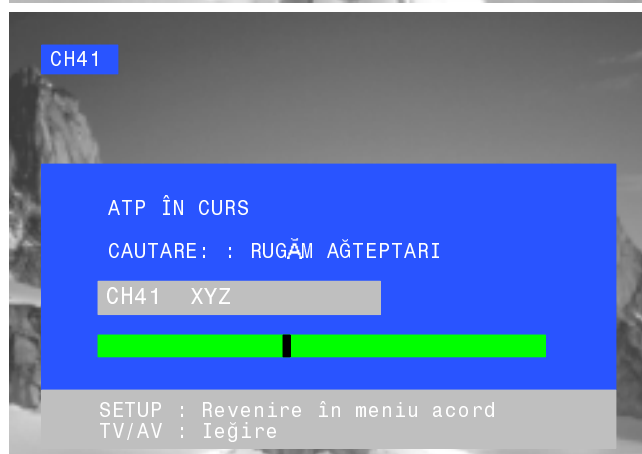 CH41
ATP ÎN CURS
CAUTARE: : RUGĂM AĞTEPTARI
CH41 XYZ
SETUP : Revenire în meniu acord
TV/AV : Ieğire